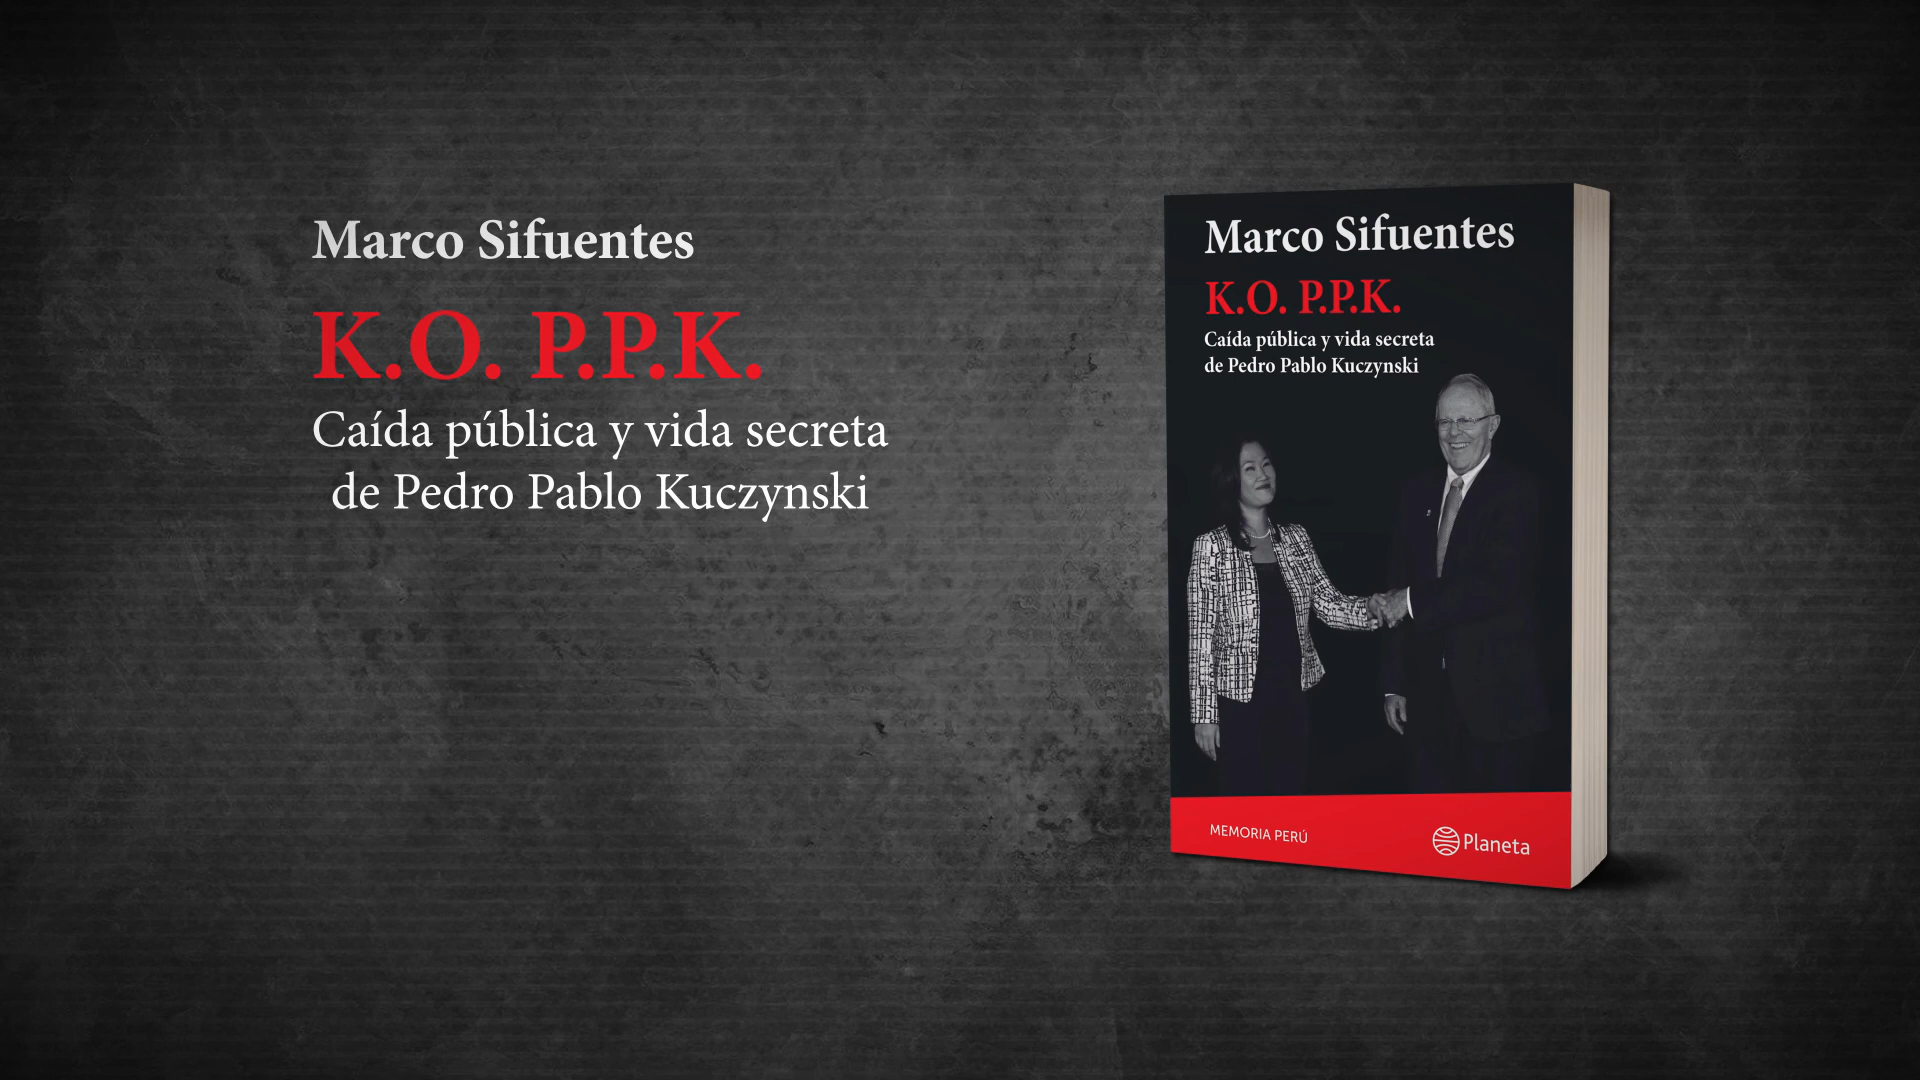 Marco Sifuentes
K.O. P.P.K.
Caída pública y vida secreta
de Pedro Pablo Kuczynski
Marco Sifuentes
K.O. P.P.K.
Caída pública y vida secreta
de Pedro Pablo Kuczynski
MEMORIA PERÚ
Planeta